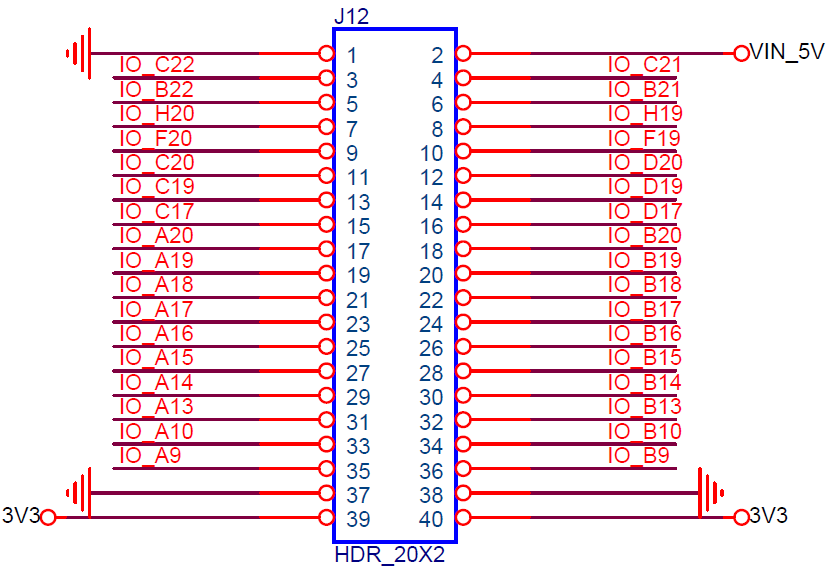 J12
1 2 VIN_5V
IO_C22 IO_C21
3 4
IO_B22 IO_B21
5 6
IO_H20 IO_H19
7 8
IO_F20 IO_F19
9 10
IO_C20 IO_D20
11 12
IO_C19 IO_D19
13 14
IO_C17 IO_D17
15 16
IO_A20 IO_B20
17 18
IO_A19 IO_B19
19 20
IO_A18 IO_B18
21 22
IO_A17 IO_B17
23 24
IO_A16 IO_B16
25 26
IO_A15 IO_B15
27 28
IO_A14 IO_B14
29 30
IO_A13 IO_B13
31 32
IO_A10 IO_B10
33 34
IO_A9 IO_B9
35 36
37 38
3V3 39 40 3V3
HDR_20X2